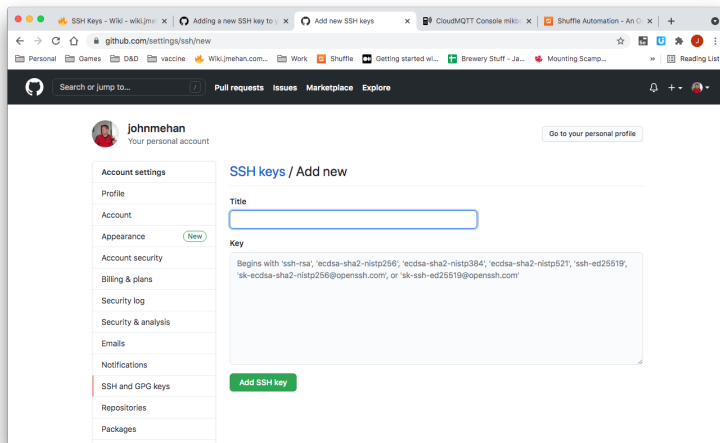 SSH Keys - Wiki - wiki.jme
Adding a new SSH key to y
Add new SSH keys
CloudMQTT Console mikb
Shuffle Automation - An O
github.com/settings/ssh/new
Personal
Games
D&D
vaccine
Wiki.jmehan.com...
Work
Shuffle
Getting started wi...
Brewery Stuff - Ja...
Mounting Scamp...
»
Reading List
Search or jump to...
/
Pull requests
Issues
Marketplace
Explore
johnmehan
Your personal account
Go to your personal profile
Account settings
Profile
Account
Appearance
New
Account security
Billing & plans
Security log
Security & analysis
Emails
Notifications
SSH and GPG keys
Repositories
Packages
SSH keys / Add new
Title
Key
Begins with 'ssh-rsa', 'ecdsa-sha2-nistp256', 'ecdsa-sha2-nistp384', 'ecdsa-sha2-nistp521', 'ssh-ed25519',
'sk-ecdsa-sha2-nistp256@openssh.com', or 'sk-ssh-ed25519@openssh.com'
Add SSH key